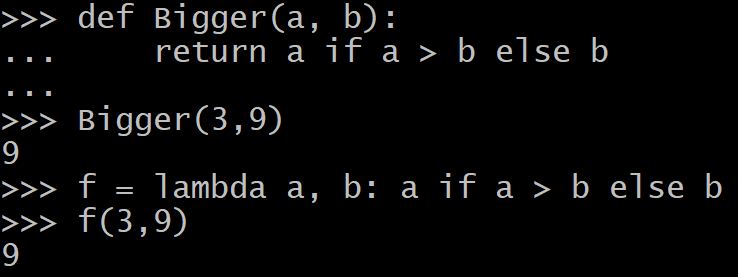 >>> def Bigger(a, b):
...     return a if a > b else b
...
>>> Bigger(3,9)
9
>>> f = lambda a, b: a if a > b else b
>>> f(3,9)
9